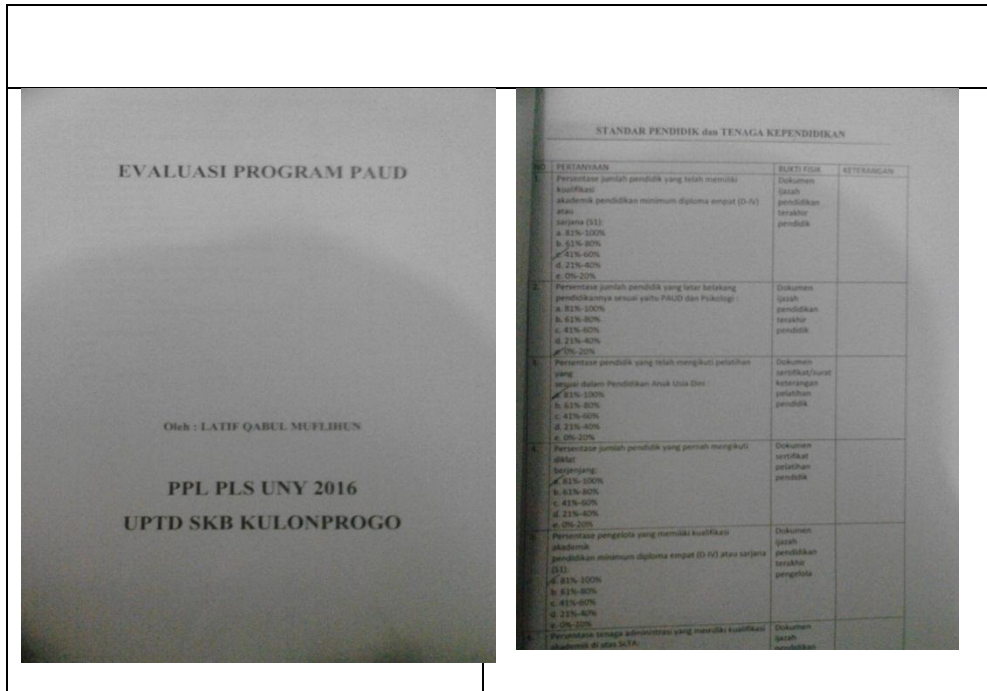 EVALUASI PROGRAM PAUD
Oleh : LATIF QABUL MUFLIHUN
PPL PLS UNY 2016
UPTD SKB KULONPROGO
STANDAR PENDIDIK dan TENAGA KEPENDIDIKAN
NO PERTANYAAN BUKTI FISIK KETERANGAN
1. Persentase jumlah pendidik yang telah memiliki
kualifikasi
akademik pendidikan minimum diploma empat (D-IV)
atau
sarjana (S1):
a. 81%-100%
b. 61%-80%
c. 41%-60%
d. 21%-40%
e. 0%-20%
Dokumen
ijazah
pendidikan
terakhir
pendidik
2. Persentase jumlah pendidik yang latar belakang
pendidikannya sesuai yaitu PAUD dan Psikologi :
a. 81%-100%
b. 61%-80%
c. 41%-60%
d. 21%-40%
e. 0%-20%
Dokumen
ijazah
pendidikan
terakhir
pendidik
3. Persentase pendidik yang telah mengikuti pelatihan
yang
sesuai dalam Pendidikan Anak Usia Dini :
a. 81%-100%
b. 61%-80%
c. 41%-60%
d. 21%-40%
e. 0%-20%
Dokumen
sertifikat/surat
keterangan
pelatihan
pendidik
4. Persentase jumlah pendidik yang pernah mengikuti
diklat
berjenjang:
a. 81%-100%
b. 61%-80%
c. 41%-60%
d. 21%-40%
e. 0%-20%
Dokumen
sertifikat
pelatihan
pendidik
5. Persentase pengelola yang memiliki kualifikasi
akademik
pendidikan minimum diploma empat (D-IV) atau sarjana
(S1):
a. 81%-100%
b. 61%-80%
c. 41%-60%
d. 21%-40%
e. 0%-20%
Dokumen
ijazah
pendidikan
terakhir
pengelola
6. Persentase tenaga administrasi yang memiliki kualifikasi
akademik di atas SLTA:
Dokumen
ijazah
pendidikan